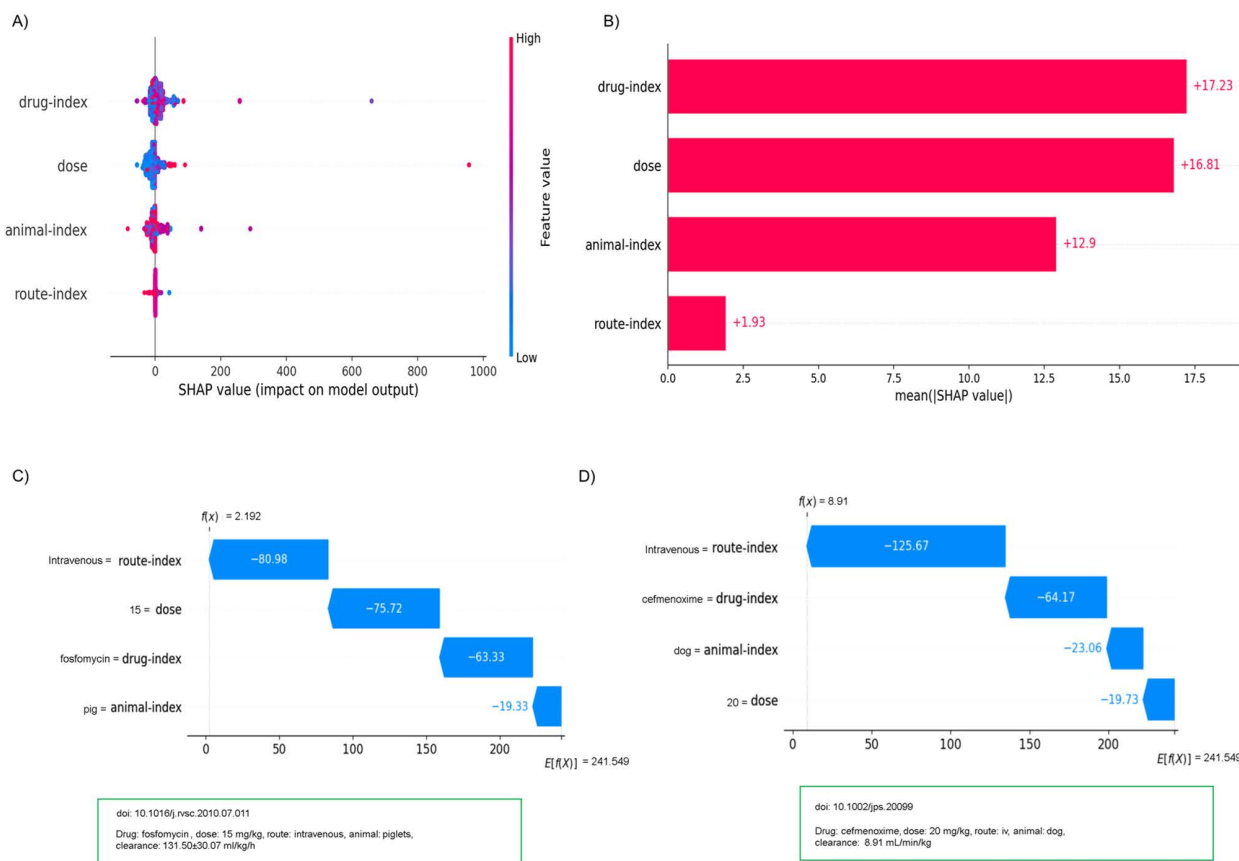 A)
High
drug-index
dose
animal-index
route-index
Feature value
Low
0 200 400 600 800 1000
SHAP value (impact on model output)
B)
drug-index +17.23
dose +16.81
animal-index +12.9
route-index +1.93
0.0 2.5 5.0 7.5 10.0 12.5 15.0 17.5
mean(|SHAP value|)
C)
f(x) = 2.192
Intravenous = route-index −80.98
15 = dose −75.72
fosfomycin = drug-index −63.33
pig = animal-index −19.33
0 50 100 150 200
E[f(X)] = 241.549
doi: 10.1016/j.rvsc.2010.07.011
Drug: fosfomycin , dose: 15 mg/kg, route: intravenous, animal: piglets,
clearance: 131.50±30.07 ml/kg/h
D)
f(x) = 8.91
Intravenous = route-index −125.67
cefmenoxime = drug-index −64.17
dog = animal-index −23.06
20 = dose −19.73
0 50 100 150 200
E[f(X)] = 241.549
doi: 10.1002/jps.20099
Drug: cefmenoxime, dose: 20 mg/kg, route: iv, animal: dog,
clearance: 8.91 mL/min/kg